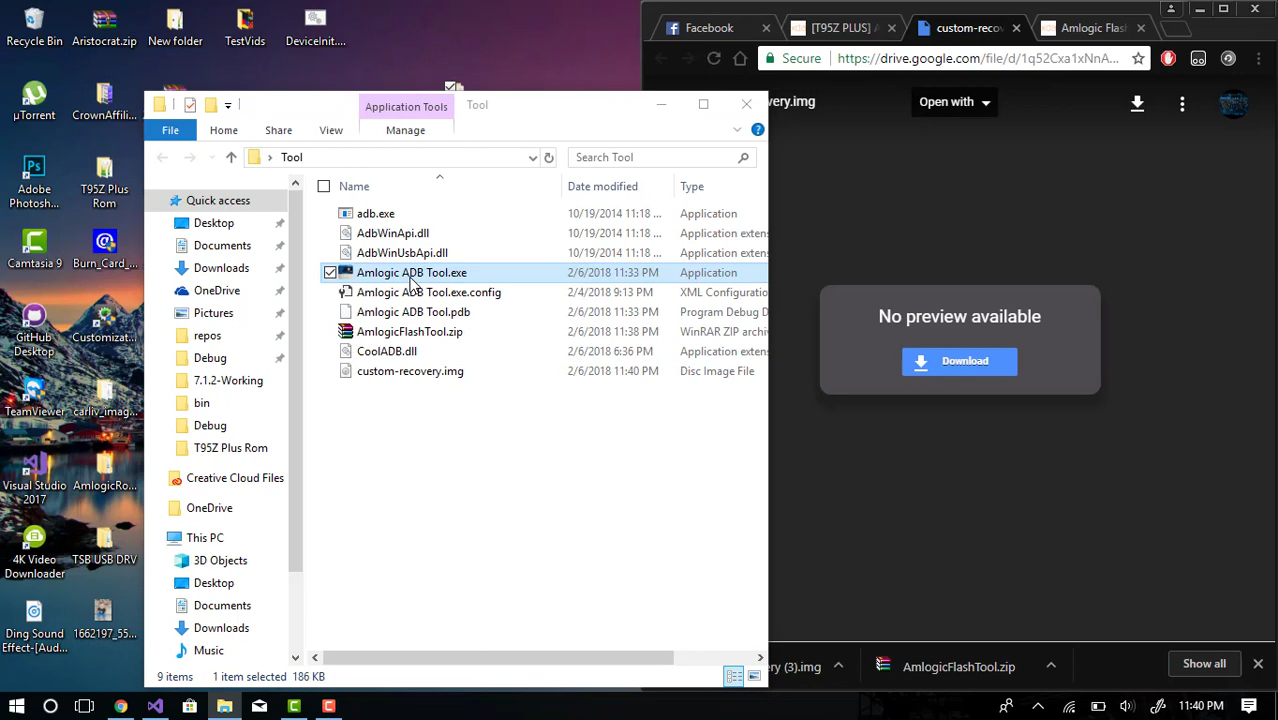 Recycle Bin
Aristocrat.zip
New folder
TestVids
DeviceInit....
µTorrent
CrownAffili...
Adobe
Photosh...
T95Z Plus
Rom
Camtasia 9
Burn_Card_...
GitHub
Desktop
Customizat...
TeamViewer
carliv_imag...
Visual Studio
2017
AmlogicRo...
4K Video
Downloader
TSB USB DRV
Ding Sound
Effect-[Aud...
1662197_55...
Application Tools
Tool
File
Home
Share
View
Manage
Tool
Search Tool
Quick access
Desktop
Documents
Downloads
OneDrive
Pictures
repos
Debug
7.1.2-Working
bin
Debug
T95Z Plus Rom
Creative Cloud Files
OneDrive
This PC
3D Objects
Desktop
Documents
Downloads
Music
Name Date modified Type
adb.exe 10/19/2014 11:18 ... Application
AdbWinApi.dll 10/19/2014 11:18 ... Application exten
AdbWinUsbApi.dll 10/19/2014 11:18 ... Application exten
Amlogic ADB Tool.exe 2/6/2018 11:33 PM Application
Amlogic ADB Tool.exe.config 2/4/2018 9:13 PM XML Configuratio
Amlogic ADB Tool.pdb 2/6/2018 11:33 PM Program Debug D
AmlogicFlashTool.zip 2/6/2018 11:38 PM WinRAR ZIP archi
CoolADB.dll 2/6/2018 6:36 PM Application exten
custom-recovery.img 2/6/2018 11:40 PM Disc Image File
9 items 1 item selected 186 KB
Facebook
[T95Z PLUS] A
custom-recov
Amlogic Flash
Secure https://drive.google.com/file/d/1q52Cxa1xNnA...
very.img
Open with
No preview available
Download
very (3).img
AmlogicFlashTool.zip
Show all
11:40 PM